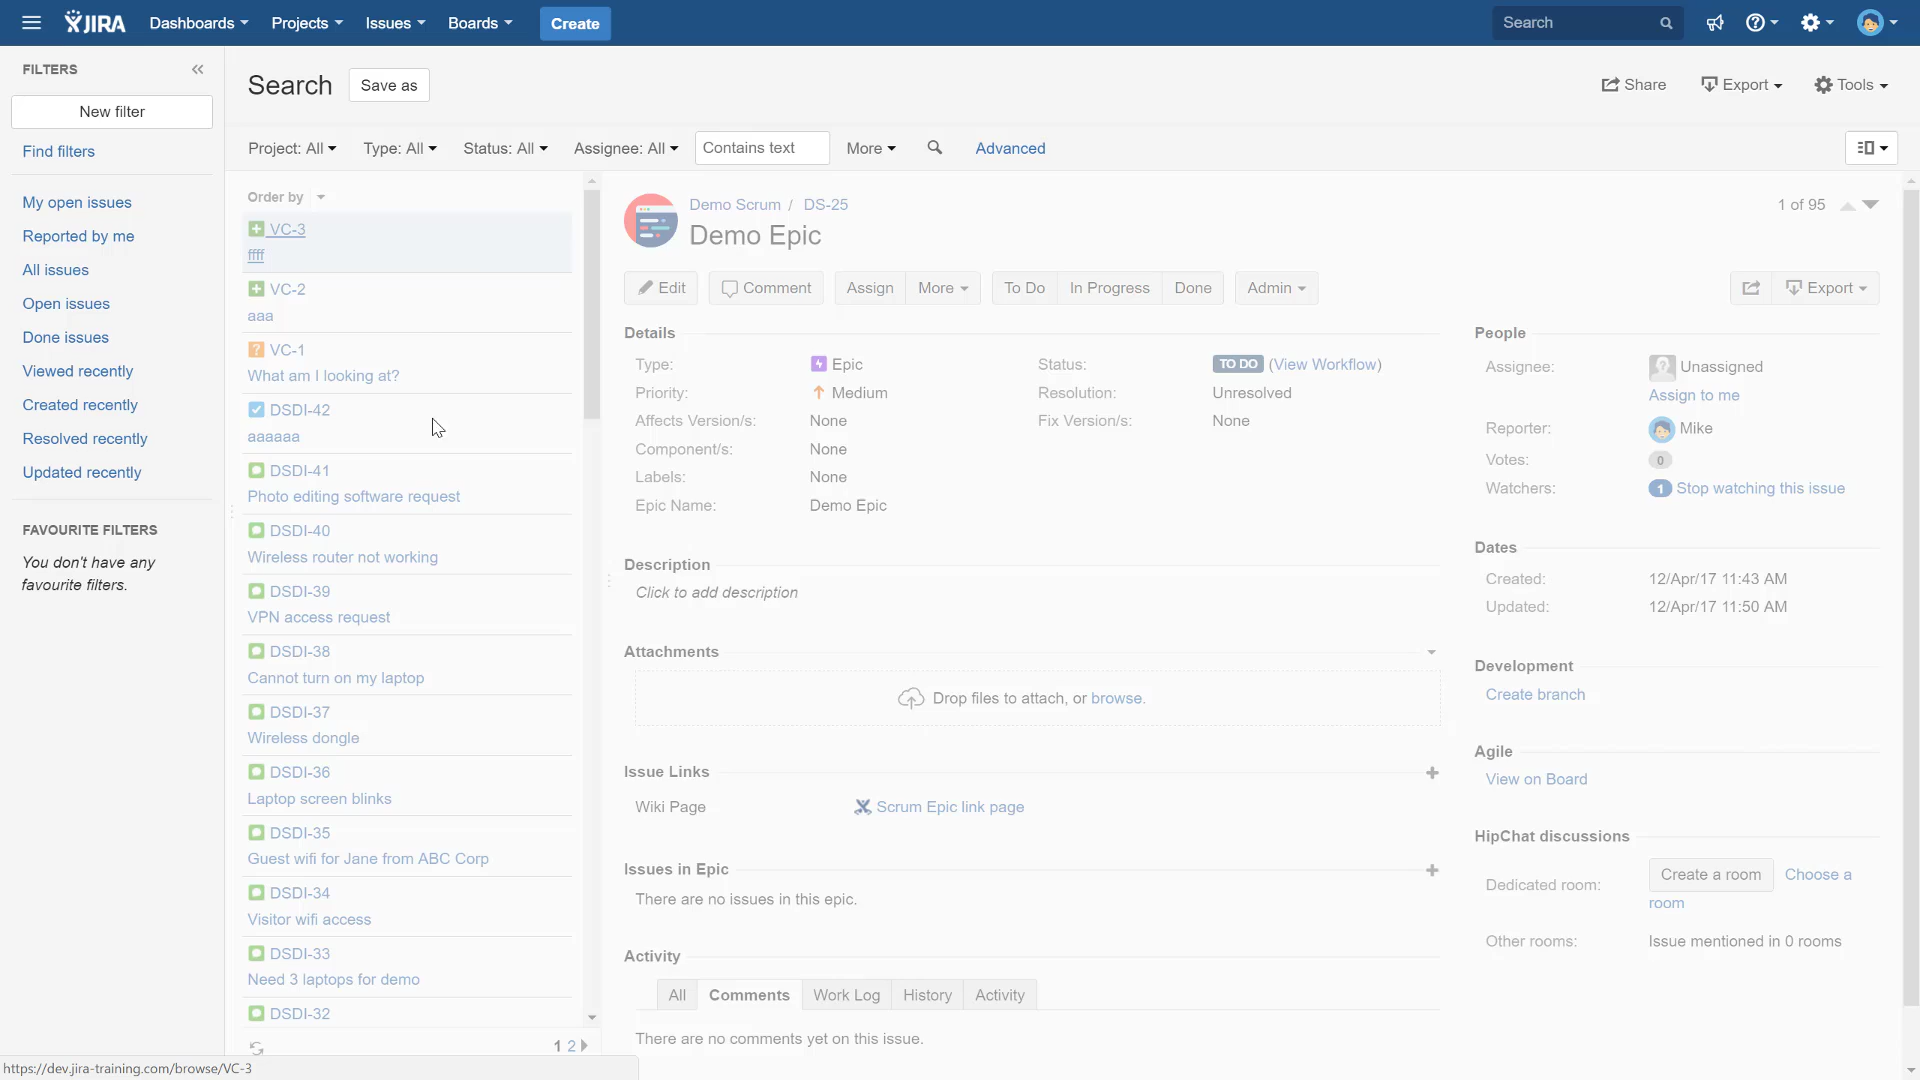 JIRA Dashboards Projects Issues Boards Create Search
FILTERS
New filter
Find filters
My open issues
Reported by me
All issues
Open issues
Done issues
Viewed recently
Created recently
Resolved recently
Updated recently
FAVOURITE FILTERS
You don't have any
favourite filters.
Search Save as Share Export Tools
Project: All Type: All Status: All Assignee: All Contains text More Advanced
Order by
VC-3
ffff
VC-2
aaa
VC-1
What am I looking at?
DSDI-42
aaaaaa
DSDI-41
Photo editing software request
DSDI-40
Wireless router not working
DSDI-39
VPN access request
DSDI-38
Cannot turn on my laptop
DSDI-37
Wireless dongle
DSDI-36
Laptop screen blinks
DSDI-35
Guest wifi for Jane from ABC Corp
DSDI-34
Visitor wifi access
DSDI-33
Need 3 laptops for demo
DSDI-32
1 2
Demo Scrum / DS-25 1 of 95
Demo Epic
Edit Comment Assign More To Do In Progress Done Admin Export
Details
Type: Epic Status: TO DO (View Workflow)
Priority: Medium Resolution: Unresolved
Affects Version/s: None Fix Version/s: None
Component/s: None
Labels: None
Epic Name: Demo Epic
Description
Click to add description
Attachments
Drop files to attach, or browse.
Issue Links
Wiki Page Scrum Epic link page
Issues in Epic
There are no issues in this epic.
Activity
All Comments Work Log History Activity
There are no comments yet on this issue.
People
Assignee: Unassigned
Assign to me
Reporter: Mike
Votes: 0
Watchers: 1 Stop watching this issue
Dates
Created: 12/Apr/17 11:43 AM
Updated: 12/Apr/17 11:50 AM
Development
Create branch
Agile
View on Board
HipChat discussions
Dedicated room: Create a room Choose a
room
Other rooms: Issue mentioned in 0 rooms
https://dev.jira-training.com/browse/VC-3